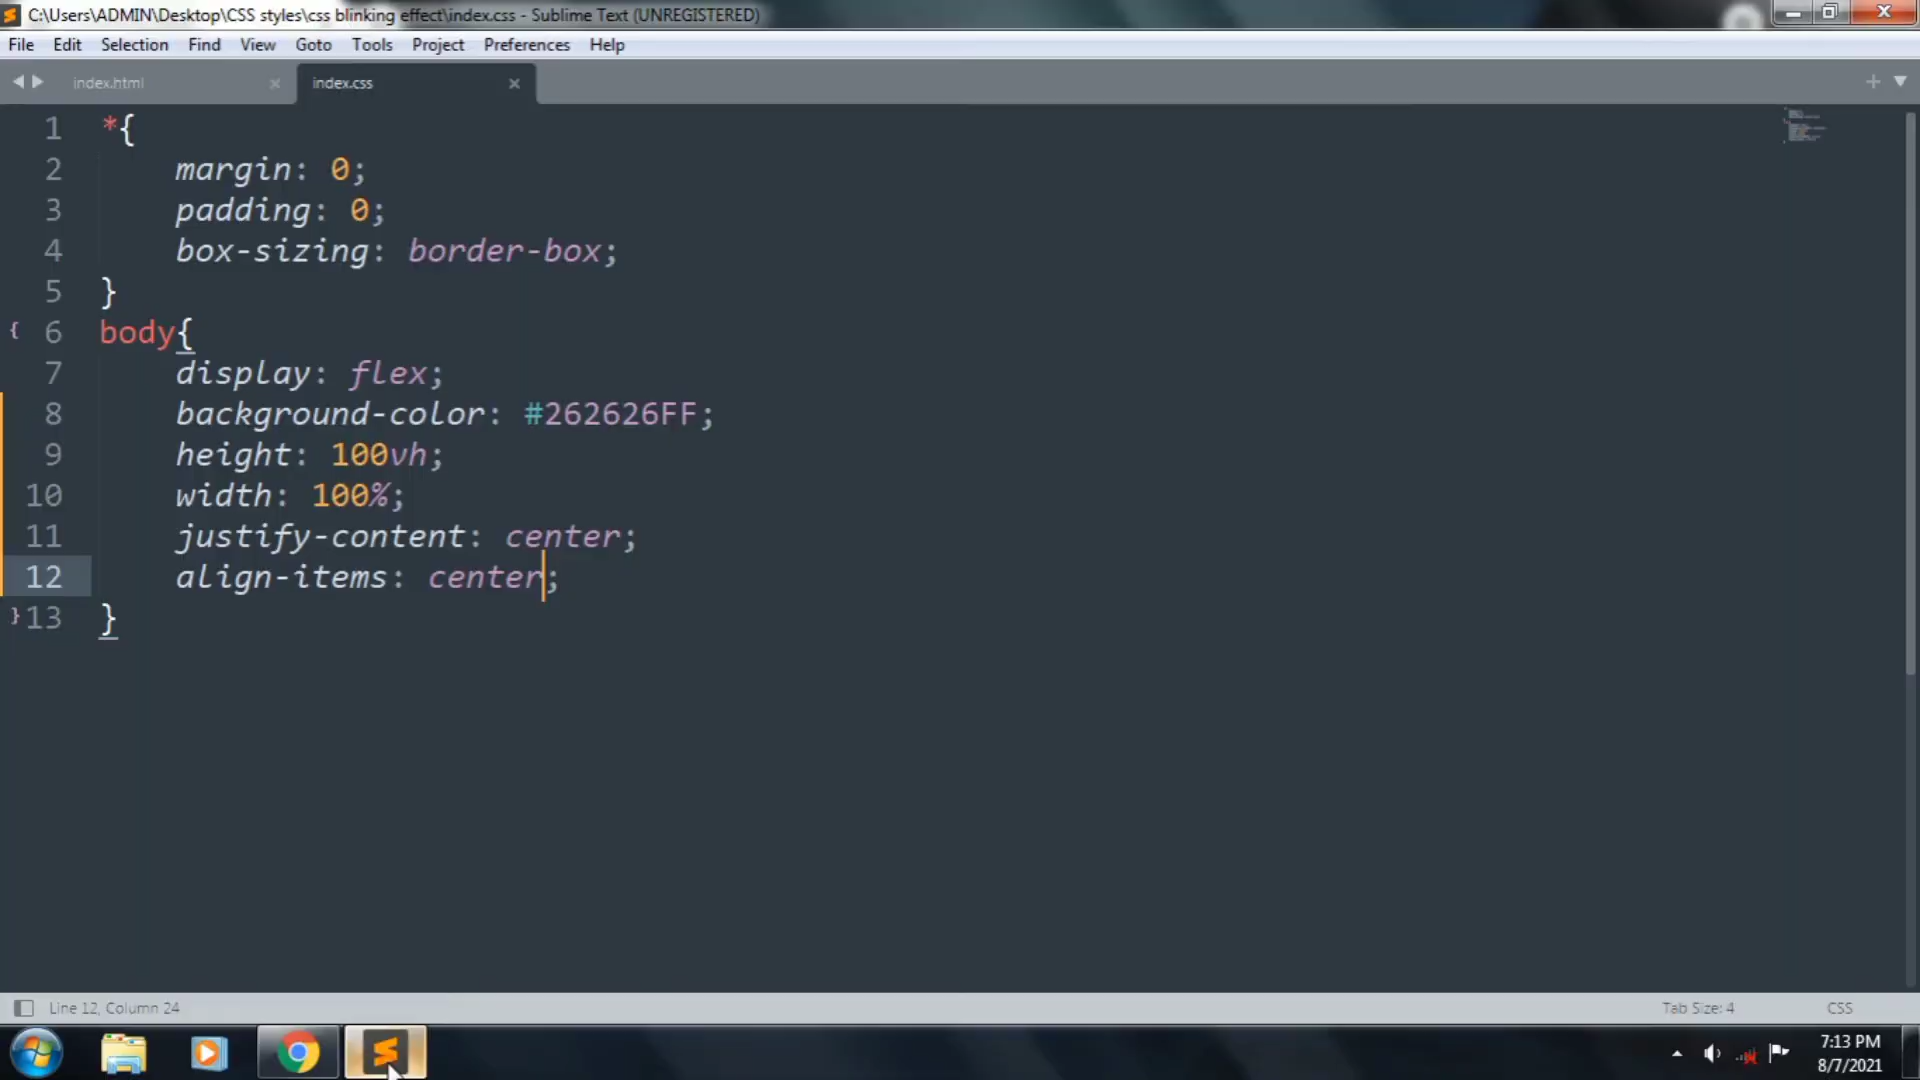 C:\Users\ADMIN\Desktop\CSS styles\css blinking effect\index.css - Sublime Text (UNREGISTERED)
File Edit Selection Find View Goto Tools Project Preferences Help
index.html index.css
1 *{
2 margin: 0;
3 padding: 0;
4 box-sizing: border-box;
5 }
6 body{
7 display: flex;
8 background-color: #262626FF;
9 height: 100vh;
10 width: 100%;
11 justify-content: center;
12 align-items: center;
13 }
Line 12, Column 24 Tab Size: 4 CSS
7:13 PM
8/7/2021